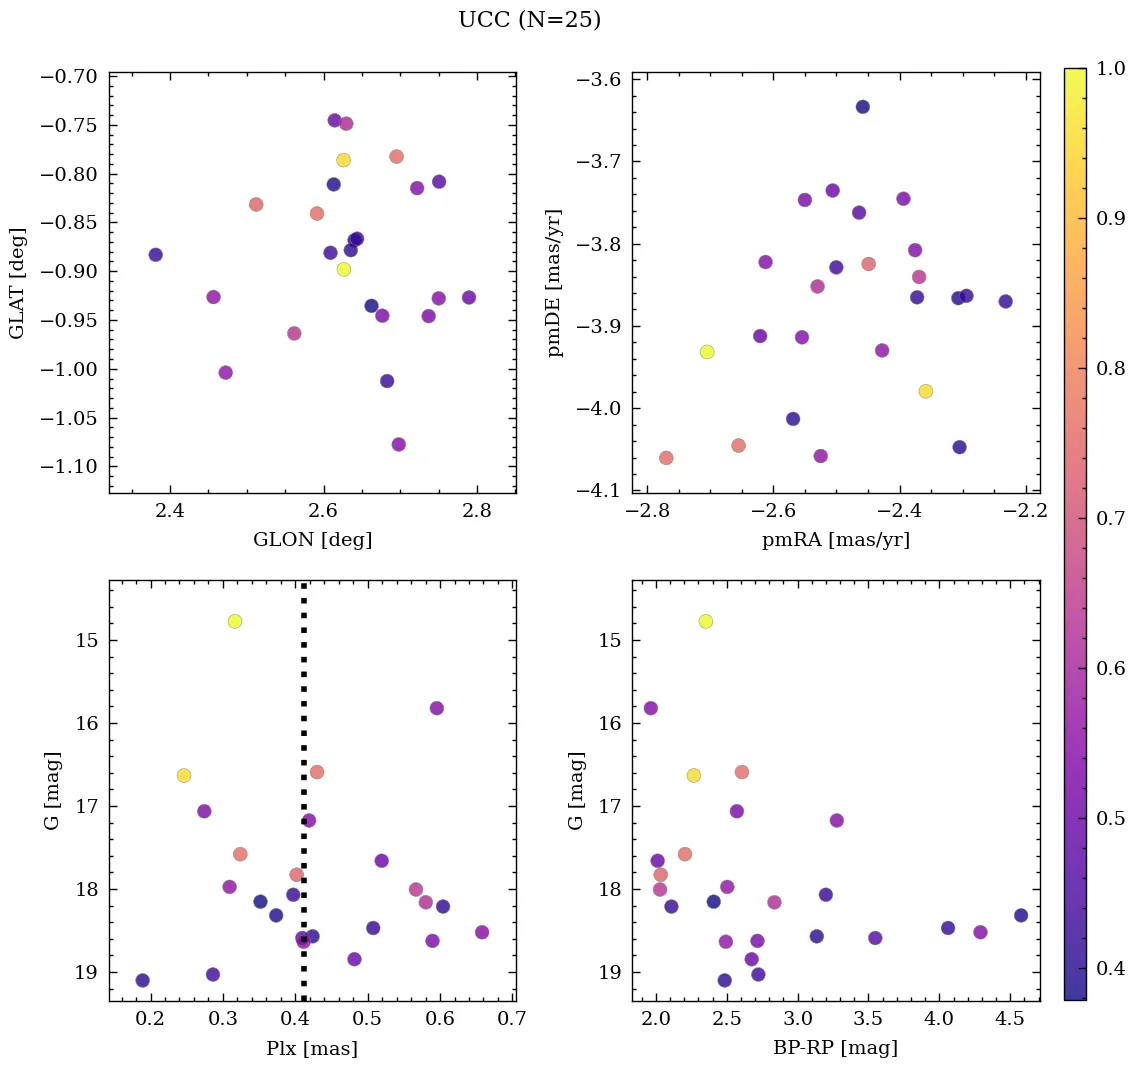 UCC (N=25)
−0.70
−0.75
−0.80
−0.85
−0.90
−0.95
−1.00
−1.05
−1.10
GLAT [deg]
2.4 2.6 2.8
GLON [deg]
−3.6
−3.7
−3.8
−3.9
−4.0
−4.1
pmDE [mas/yr]
−2.8 −2.6 −2.4 −2.2
pmRA [mas/yr]
15
16
17
18
19
G [mag]
0.2 0.3 0.4 0.5 0.6 0.7
Plx [mas]
15
16
17
18
19
G [mag]
2.0 2.5 3.0 3.5 4.0 4.5
BP-RP [mag]
1.0
0.9
0.8
0.7
0.6
0.5
0.4